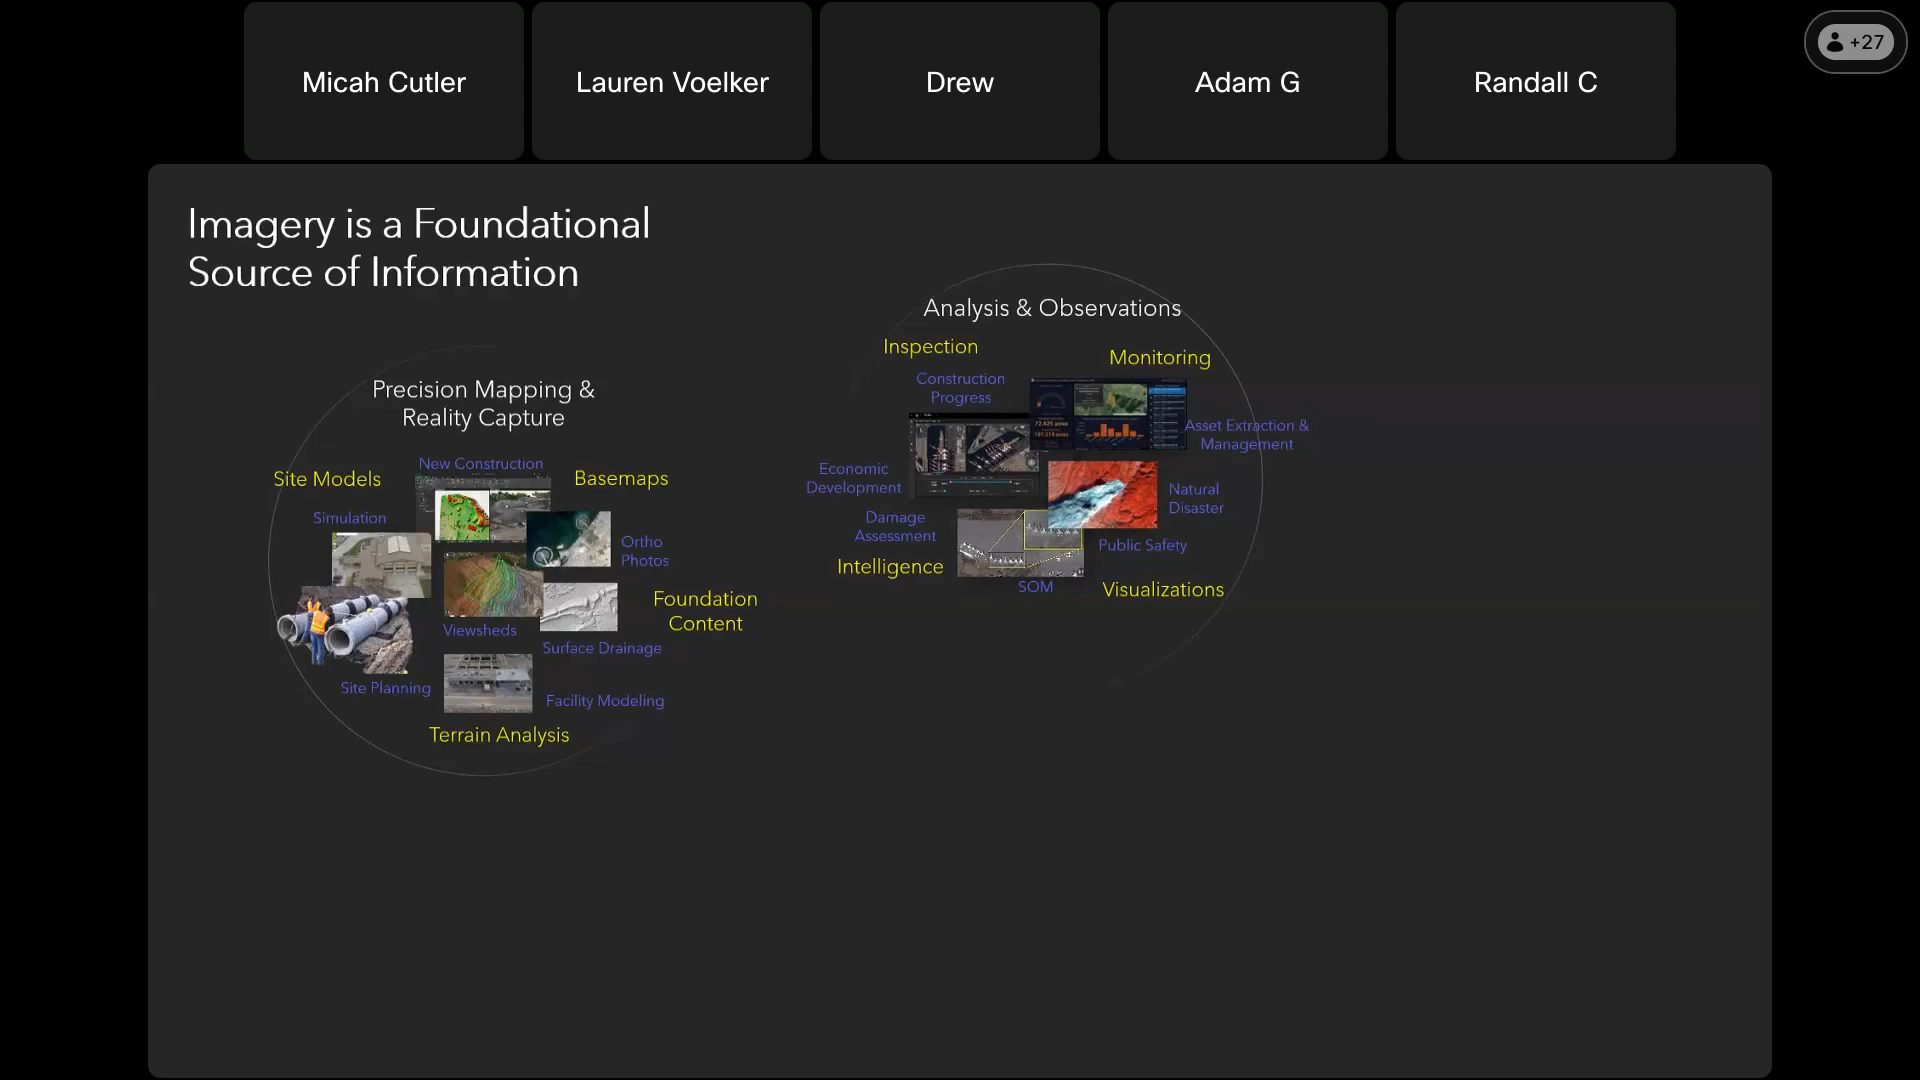 Micah Cutler
Lauren Voelker
Drew
Adam G
Randall C
+27
Imagery is a Foundational
Source of Information
Precision Mapping &
Reality Capture
Site Models
New Construction
Basemaps
Simulation
Ortho
Photos
Foundation
Content
Viewsheds
Surface Drainage
Site Planning
Facility Modeling
Terrain Analysis
Analysis & Observations
Inspection
Monitoring
Construction
Progress
Asset Extraction &
Management
Economic
Development
Natural
Disaster
Damage
Assessment
Public Safety
Intelligence
SOM
Visualizations